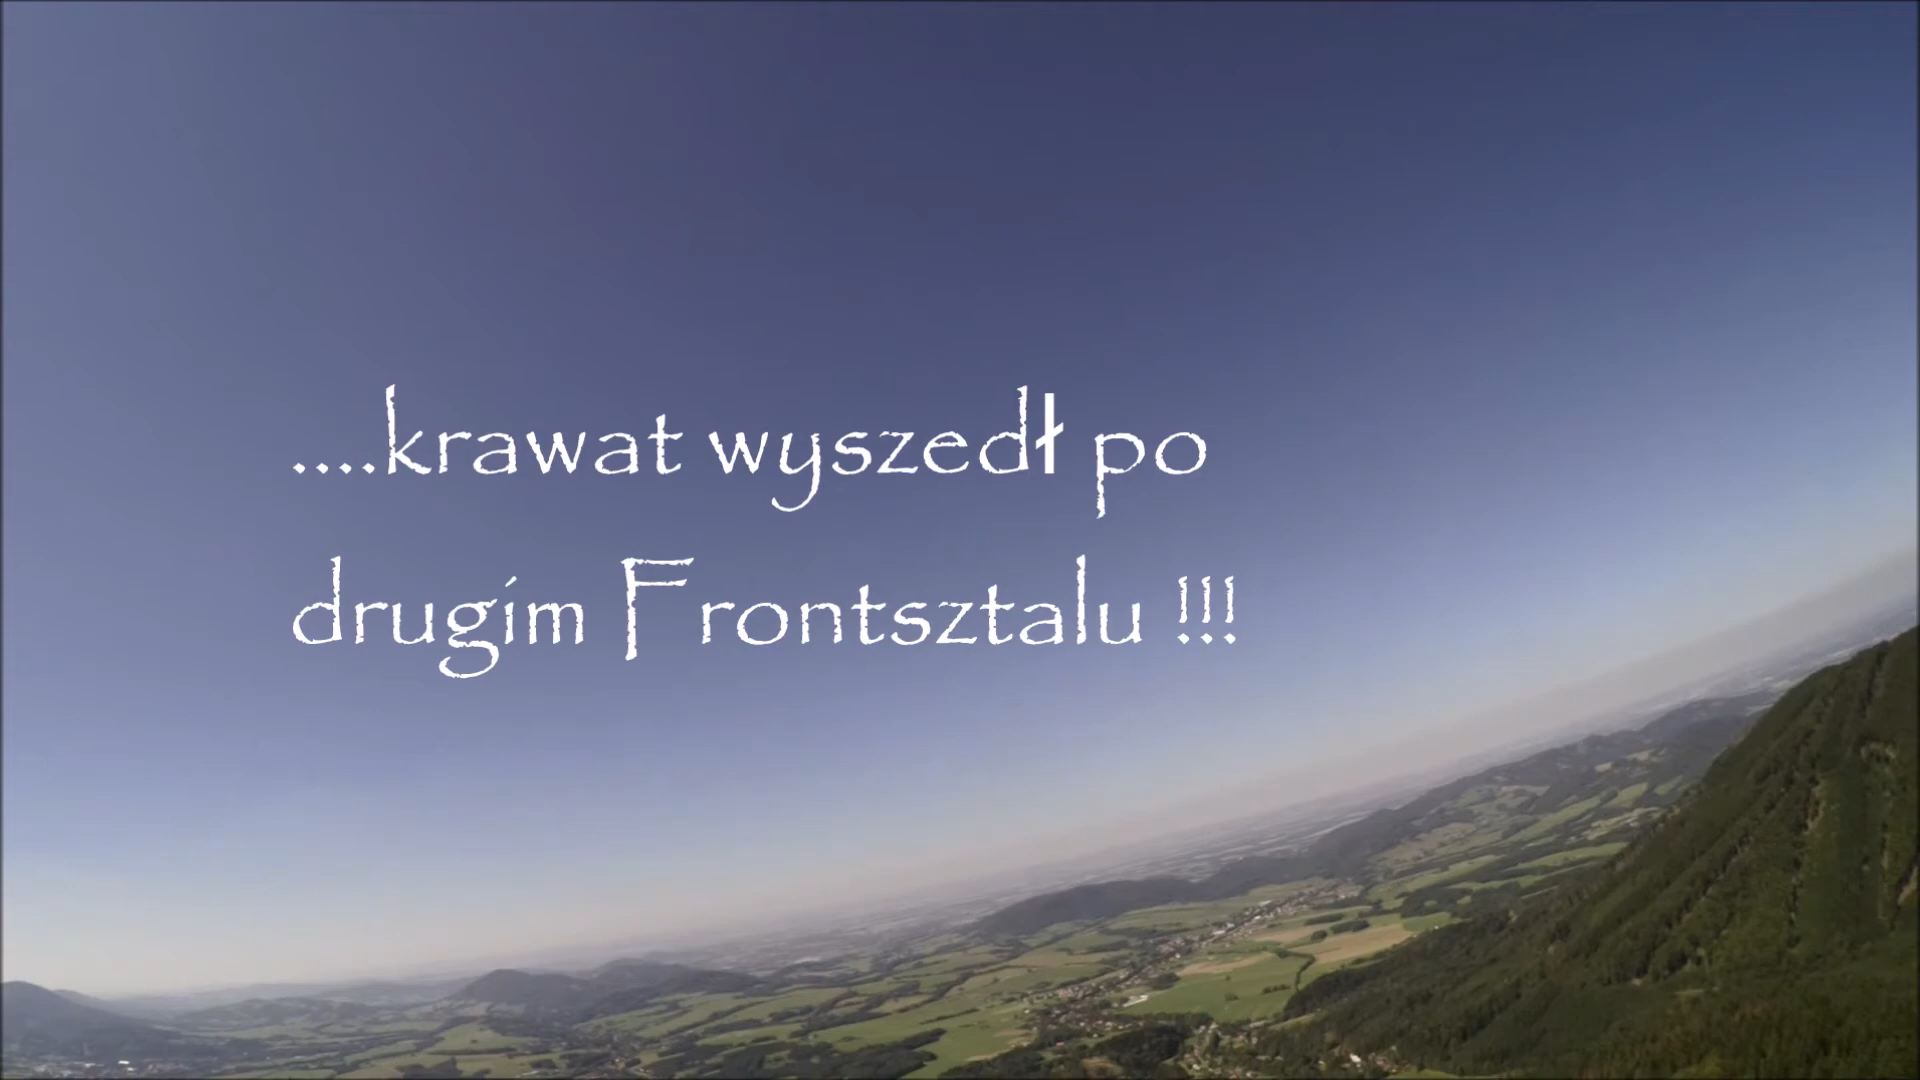 ....krawat wyszedł po
drugim Frontsztalu !!!